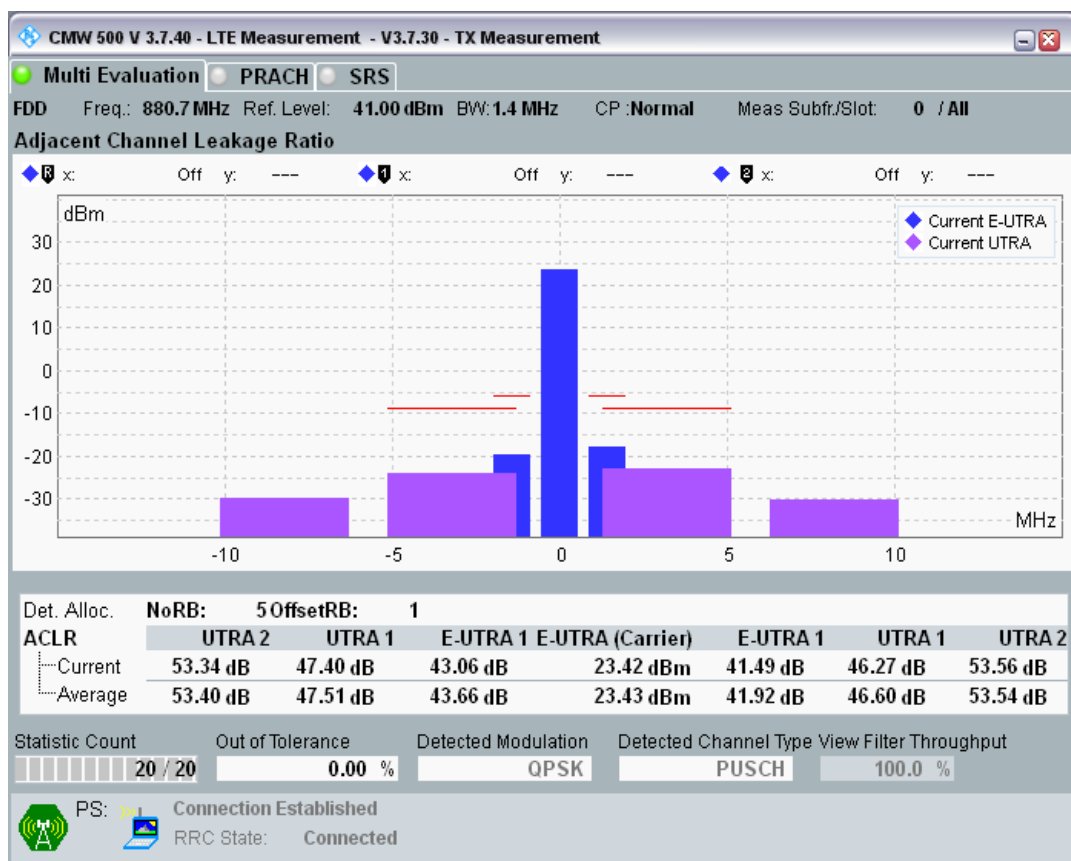 CMW 500 V 3.7.40 - LTE Measurement - V3.7.30 - TX Measurement
Multi Evaluation PRACH SRS
FDD Freq.: 880.7 MHz Ref. Level: 41.00 dBm BW: 1.4 MHz CP :Normal Meas Subfr./Slot: 0 / All
Adjacent Channel Leakage Ratio
R x: Off y: --- 1 x: Off y: --- 2 x: Off y: ---
dBm
Current E-UTRA
Current UTRA
30
20
10
0
-10
-20
-30
MHz
-10 -5 0 5 10
Det. Alloc. NoRB: 5 OffsetRB: 1
ACLR UTRA 2 UTRA 1 E-UTRA 1 E-UTRA (Carrier) E-UTRA 1 UTRA 1 UTRA 2
Current 53.34 dB 47.40 dB 43.06 dB 23.42 dBm 41.49 dB 46.27 dB 53.56 dB
Average 53.40 dB 47.51 dB 43.66 dB 23.43 dBm 41.92 dB 46.60 dB 53.54 dB
Statistic Count Out of Tolerance Detected Modulation Detected Channel Type View Filter Throughput
20 / 20 0.00 % QPSK PUSCH 100.0 %
PS: Connection Established
RRC State: Connected